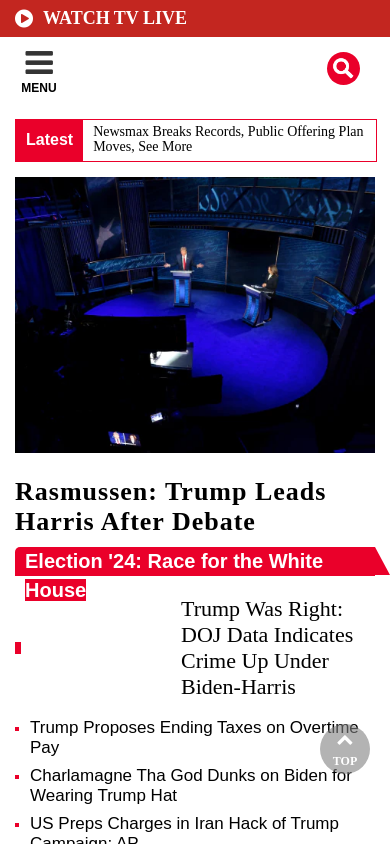 WATCH TV LIVE
MENU
Latest
Newsmax Breaks Records, Public Offering Plan
Moves, See More
Rasmussen: Trump Leads
Harris After Debate
Election '24: Race for the White
House
Trump Was Right:
DOJ Data Indicates
Crime Up Under
Biden-Harris
Trump Proposes Ending Taxes on Overtime
Pay
TOP
Charlamagne Tha God Dunks on Biden for
Wearing Trump Hat
US Preps Charges in Iran Hack of Trump
Campaign: AP